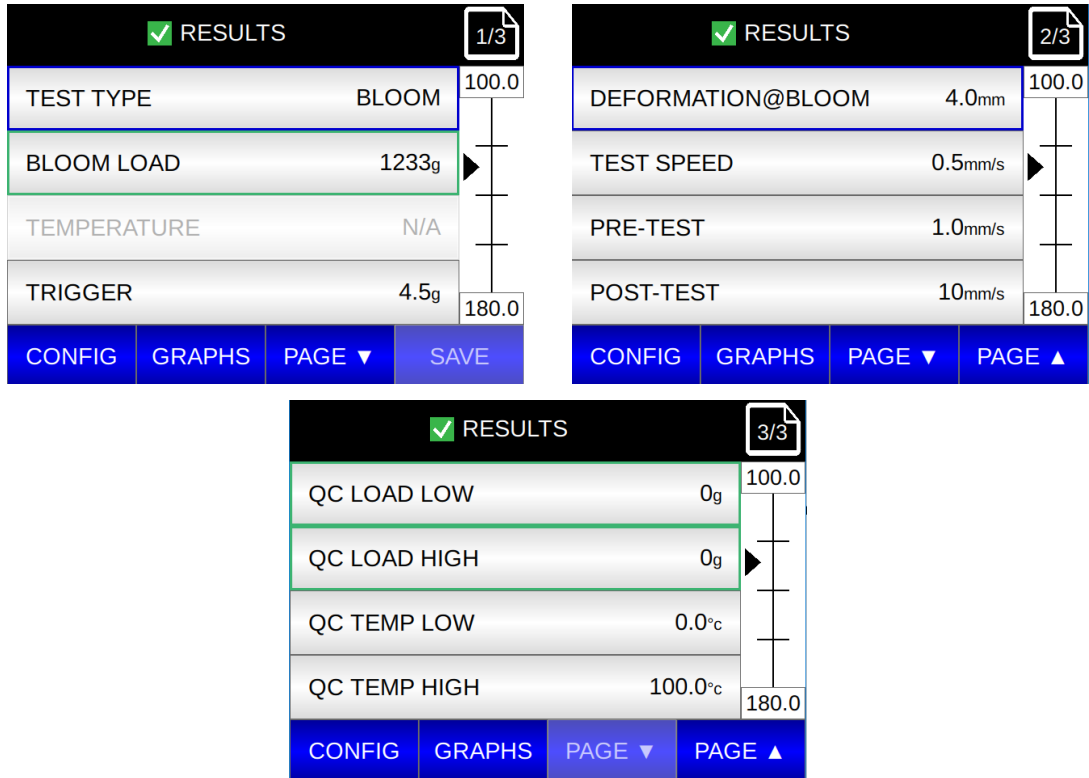 ✅ RESULTS 1/3
TEST TYPE BLOOM 100.0
BLOOM LOAD 1233g
TEMPERATURE N/A
TRIGGER 4.5g 180.0
CONFIG GRAPHS PAGE ▼ SAVE
✅ RESULTS 2/3
DEFORMATION@BLOOM 4.0mm 100.0
TEST SPEED 0.5mm/s
PRE-TEST 1.0mm/s
POST-TEST 10mm/s 180.0
CONFIG GRAPHS PAGE ▼ PAGE ▲
✅ RESULTS 3/3
QC LOAD LOW 0g 100.0
QC LOAD HIGH 0g
QC TEMP LOW 0.0°c
QC TEMP HIGH 100.0°c 180.0
CONFIG GRAPHS PAGE ▼ PAGE ▲